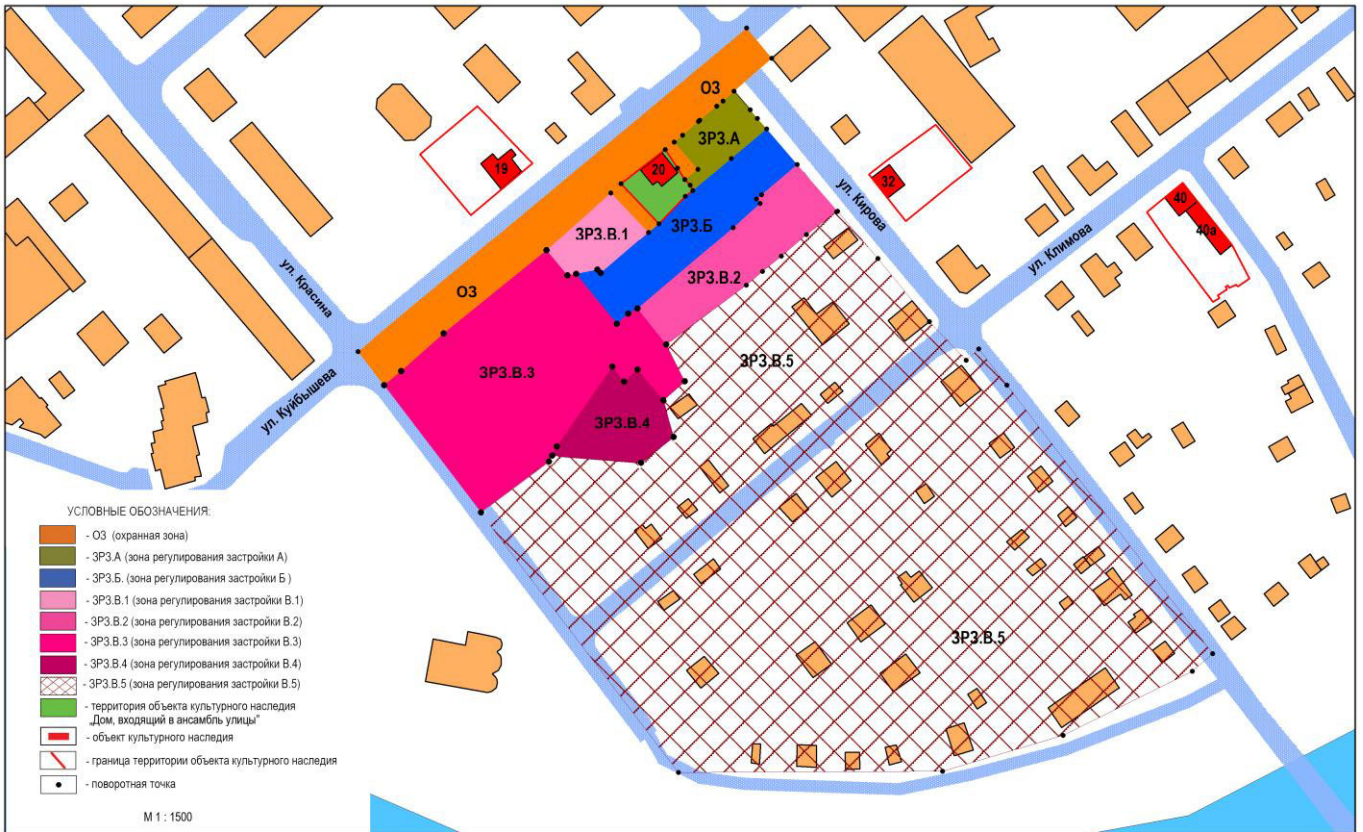 ОЗ
ЗРЗ.А
20
19
32
ул. Кирова
40
40а
ЗРЗ.Б
ЗРЗ.В.1
ул. Климова
ЗРЗ.В.2
ул. Красина
ОЗ
ЗРЗ.В.5
ЗРЗ.В.3
ул. Куйбышева
ЗРЗ.В.4
ЗРЗ.В.5
УСЛОВНЫЕ ОБОЗНАЧЕНИЯ:
- ОЗ (охранная зона)
- ЗРЗ.А (зона регулирования застройки А)
- ЗРЗ.Б. (зона регулирования застройки Б )
- ЗРЗ.В.1 (зона регулирования застройки В.1)
- ЗРЗ.В.2 (зона регулирования застройки В.2)
- ЗРЗ.В.3 (зона регулирования застройки В.3)
- ЗРЗ.В.4 (зона регулирования застройки В.4)
- ЗРЗ.В.5 (зона регулирования застройки В.5)
- территория объекта культурного наследия
„Дом, входящий в ансамбль улицы"
- объект культурного наследия
- граница территории объекта культурного наследия
- поворотная точка
М 1 : 1500